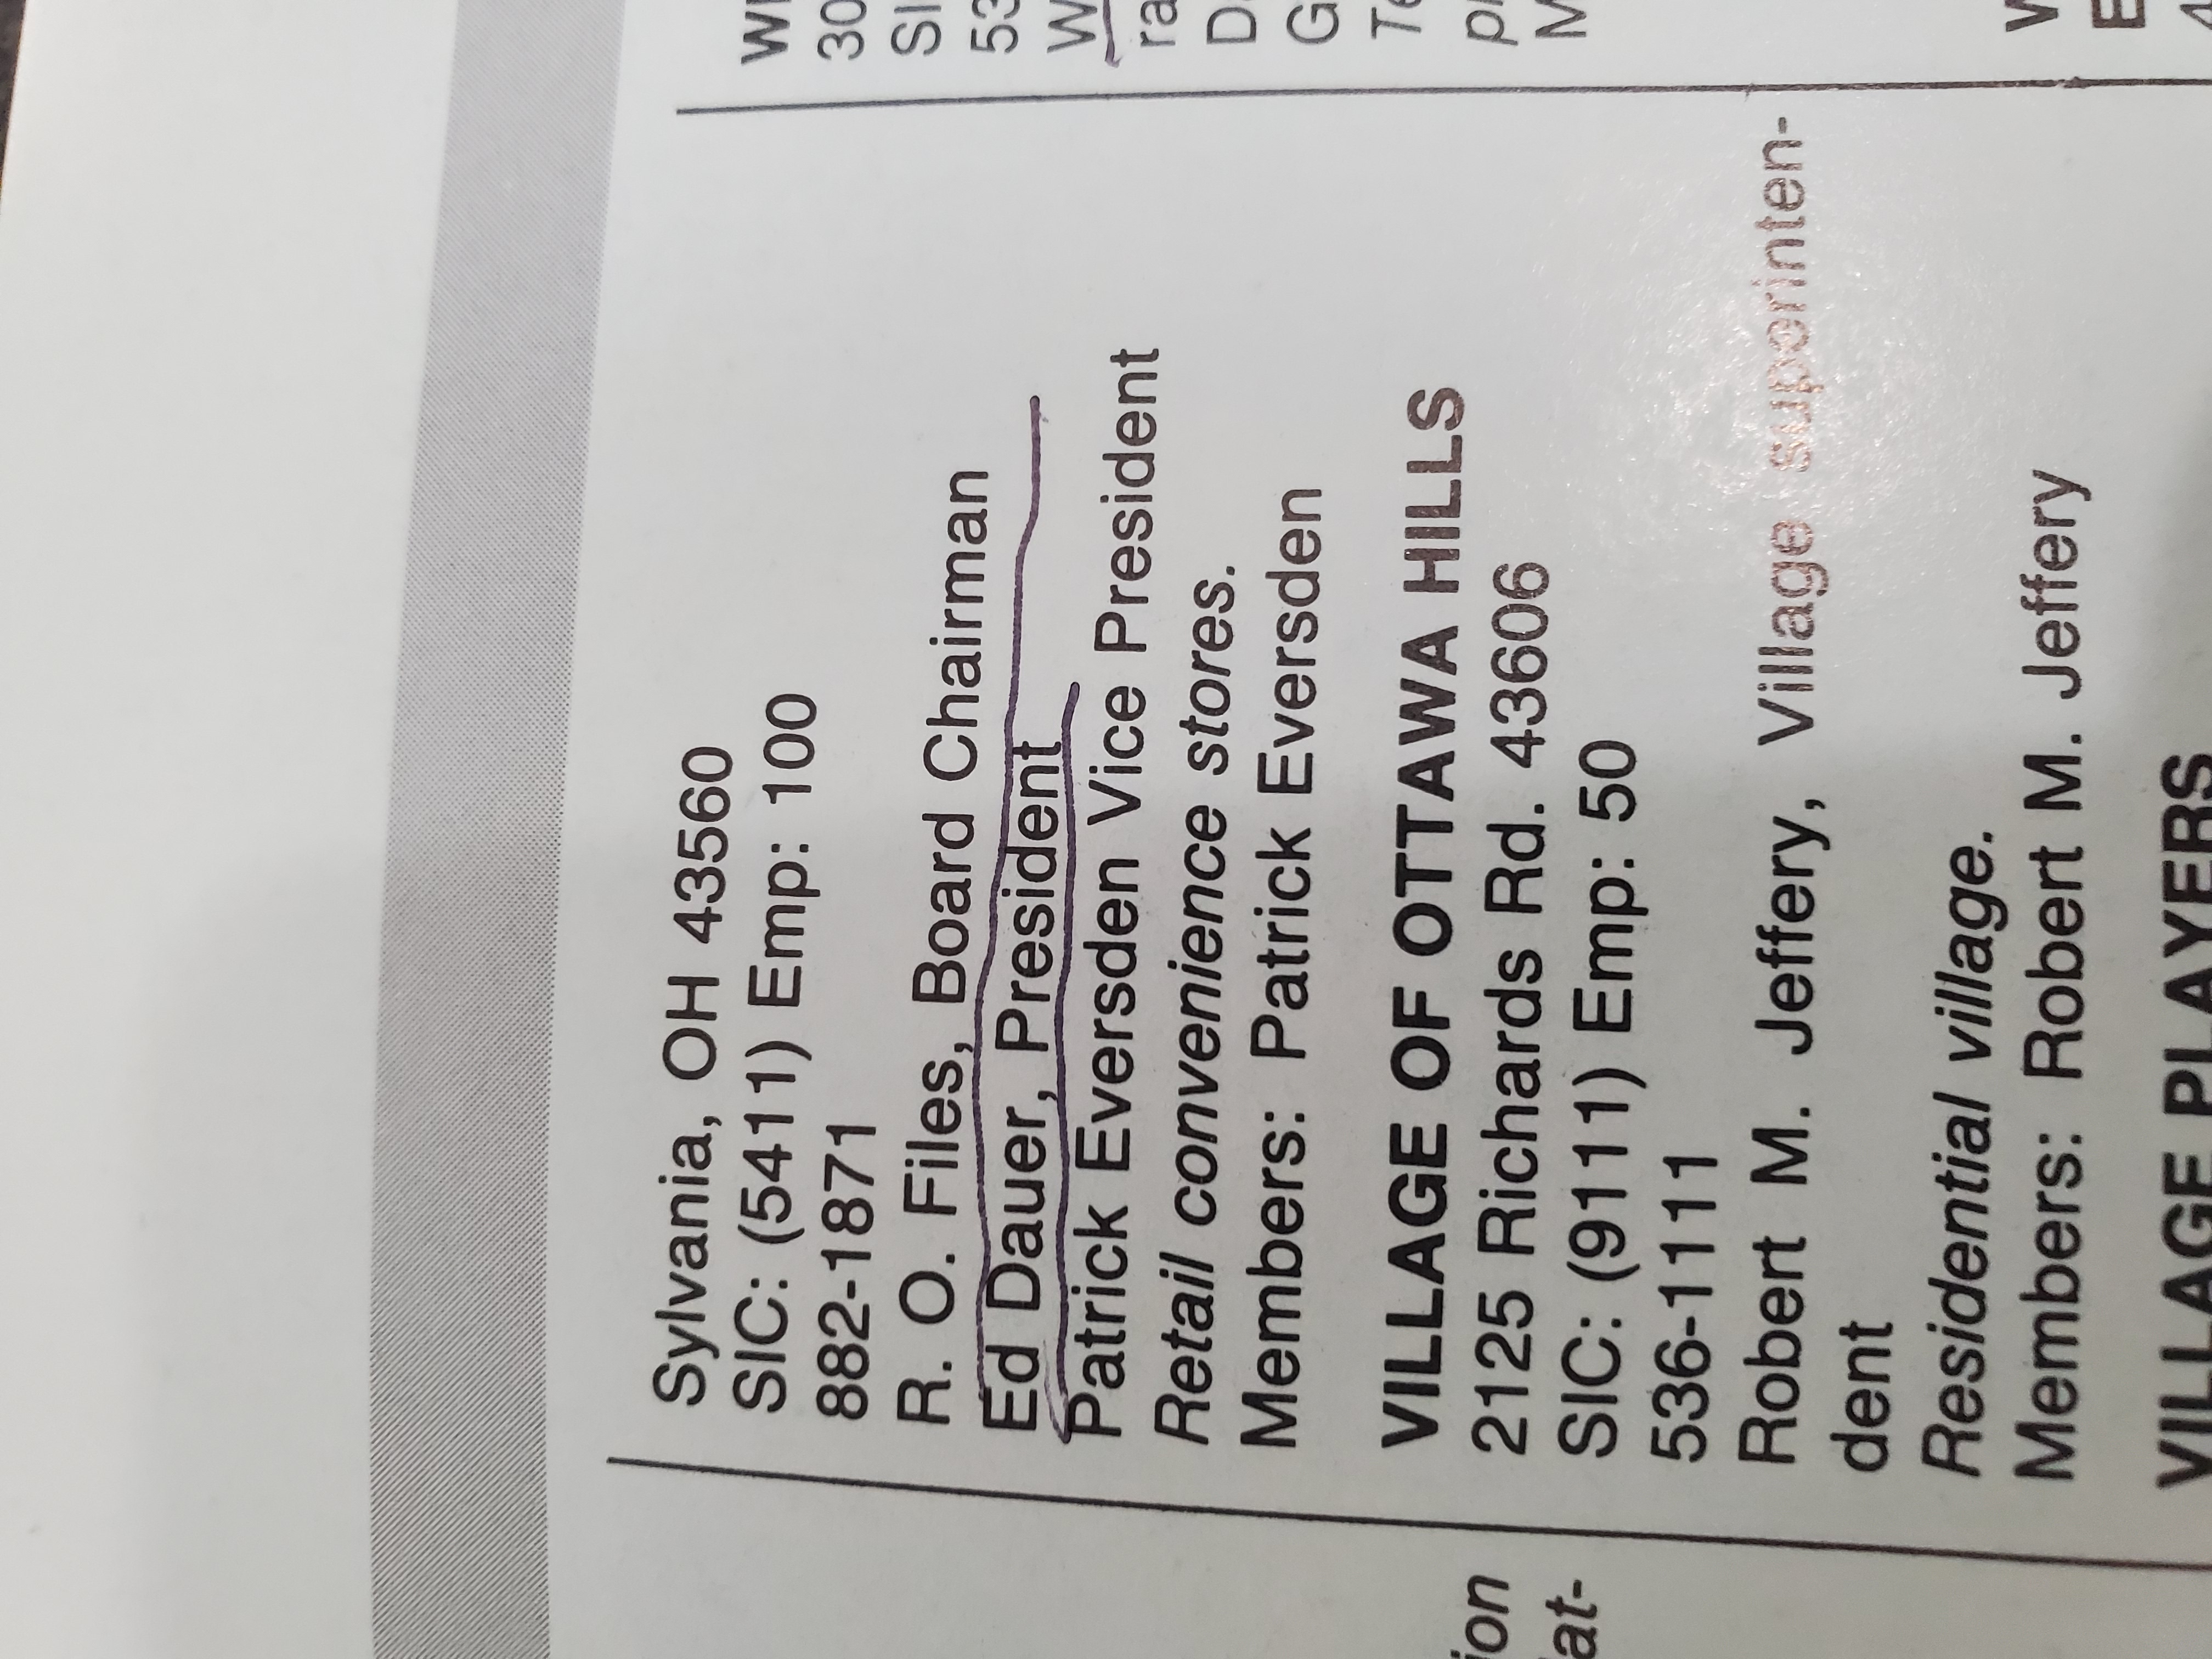 Sylvania, OH 43560
SIC: (5411) Emp: 100
882-1871
R. O. Files, Board Chairman
Ed Dauer, President
Patrick Eversden Vice President
Retail convenience stores.
Members: Patrick Eversden
VILLAGE OF OTTAWA HILLS
2125 Richards Rd. 43606
SIC: (9111) Emp: 50
536-1111
Robert M. Jeffery, Village superinten-
dent
Residential village.
Members: Robert M. Jeffery
VILLAGE PLAYERS